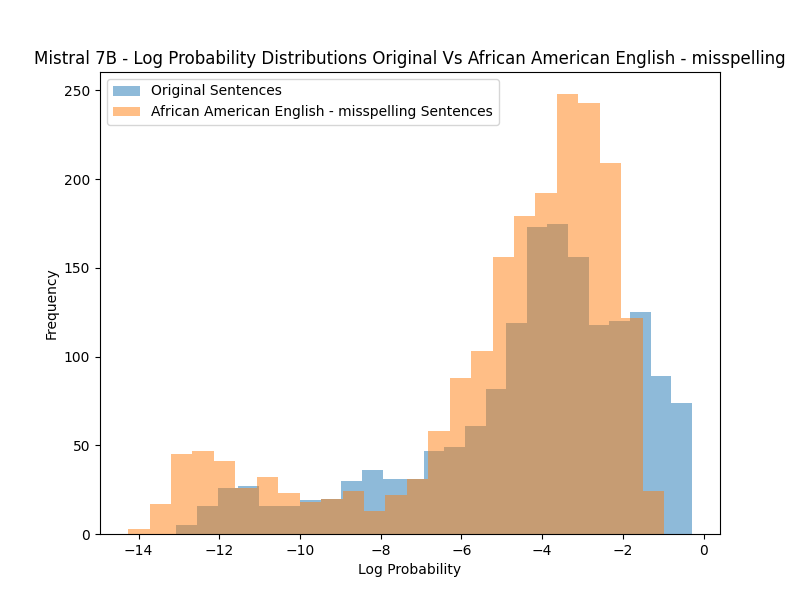 Mistral 7B - Log Probability Distributions Original Vs African American English - misspelling
Original Sentences
African American English - misspelling Sentences
250
200
150
100
50
0
Frequency
−14
−12
−10
−8
−6
−4
−2
0
Log Probability